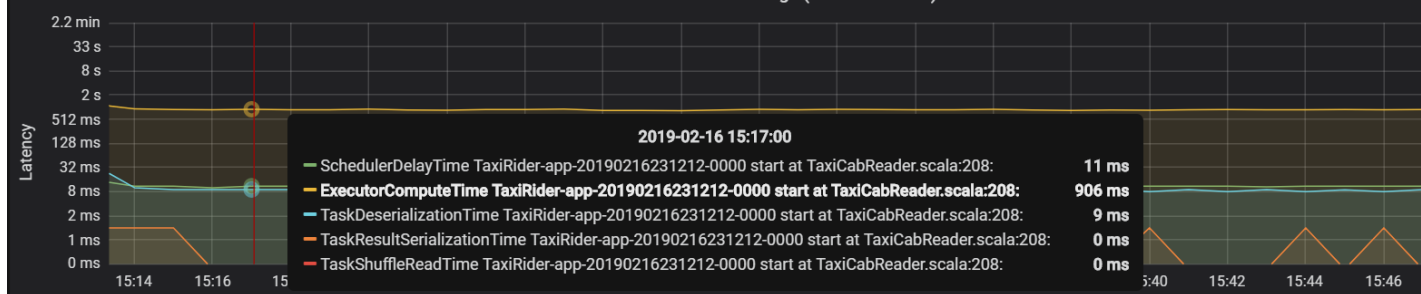 2.2 min
33 s
8 s
2 s
512 ms
128 ms
32 ms
8 ms
2 ms
1 ms
0 ms
Latency
2019-02-16 15:17:00
SchedulerDelayTime TaxiRider-app-20190216231212-0000 start at TaxiCabReader.scala:208: 11 ms
ExecutorComputeTime TaxiRider-app-20190216231212-0000 start at TaxiCabReader.scala:208: 906 ms
TaskDeserializationTime TaxiRider-app-20190216231212-0000 start at TaxiCabReader.scala:208: 9 ms
TaskResultSerializationTime TaxiRider-app-20190216231212-0000 start at TaxiCabReader.scala:208: 0 ms
TaskShuffleReadTime TaxiRider-app-20190216231212-0000 start at TaxiCabReader.scala:208: 0 ms
15:14 15:16 15 5:40 15:42 15:44 15:46